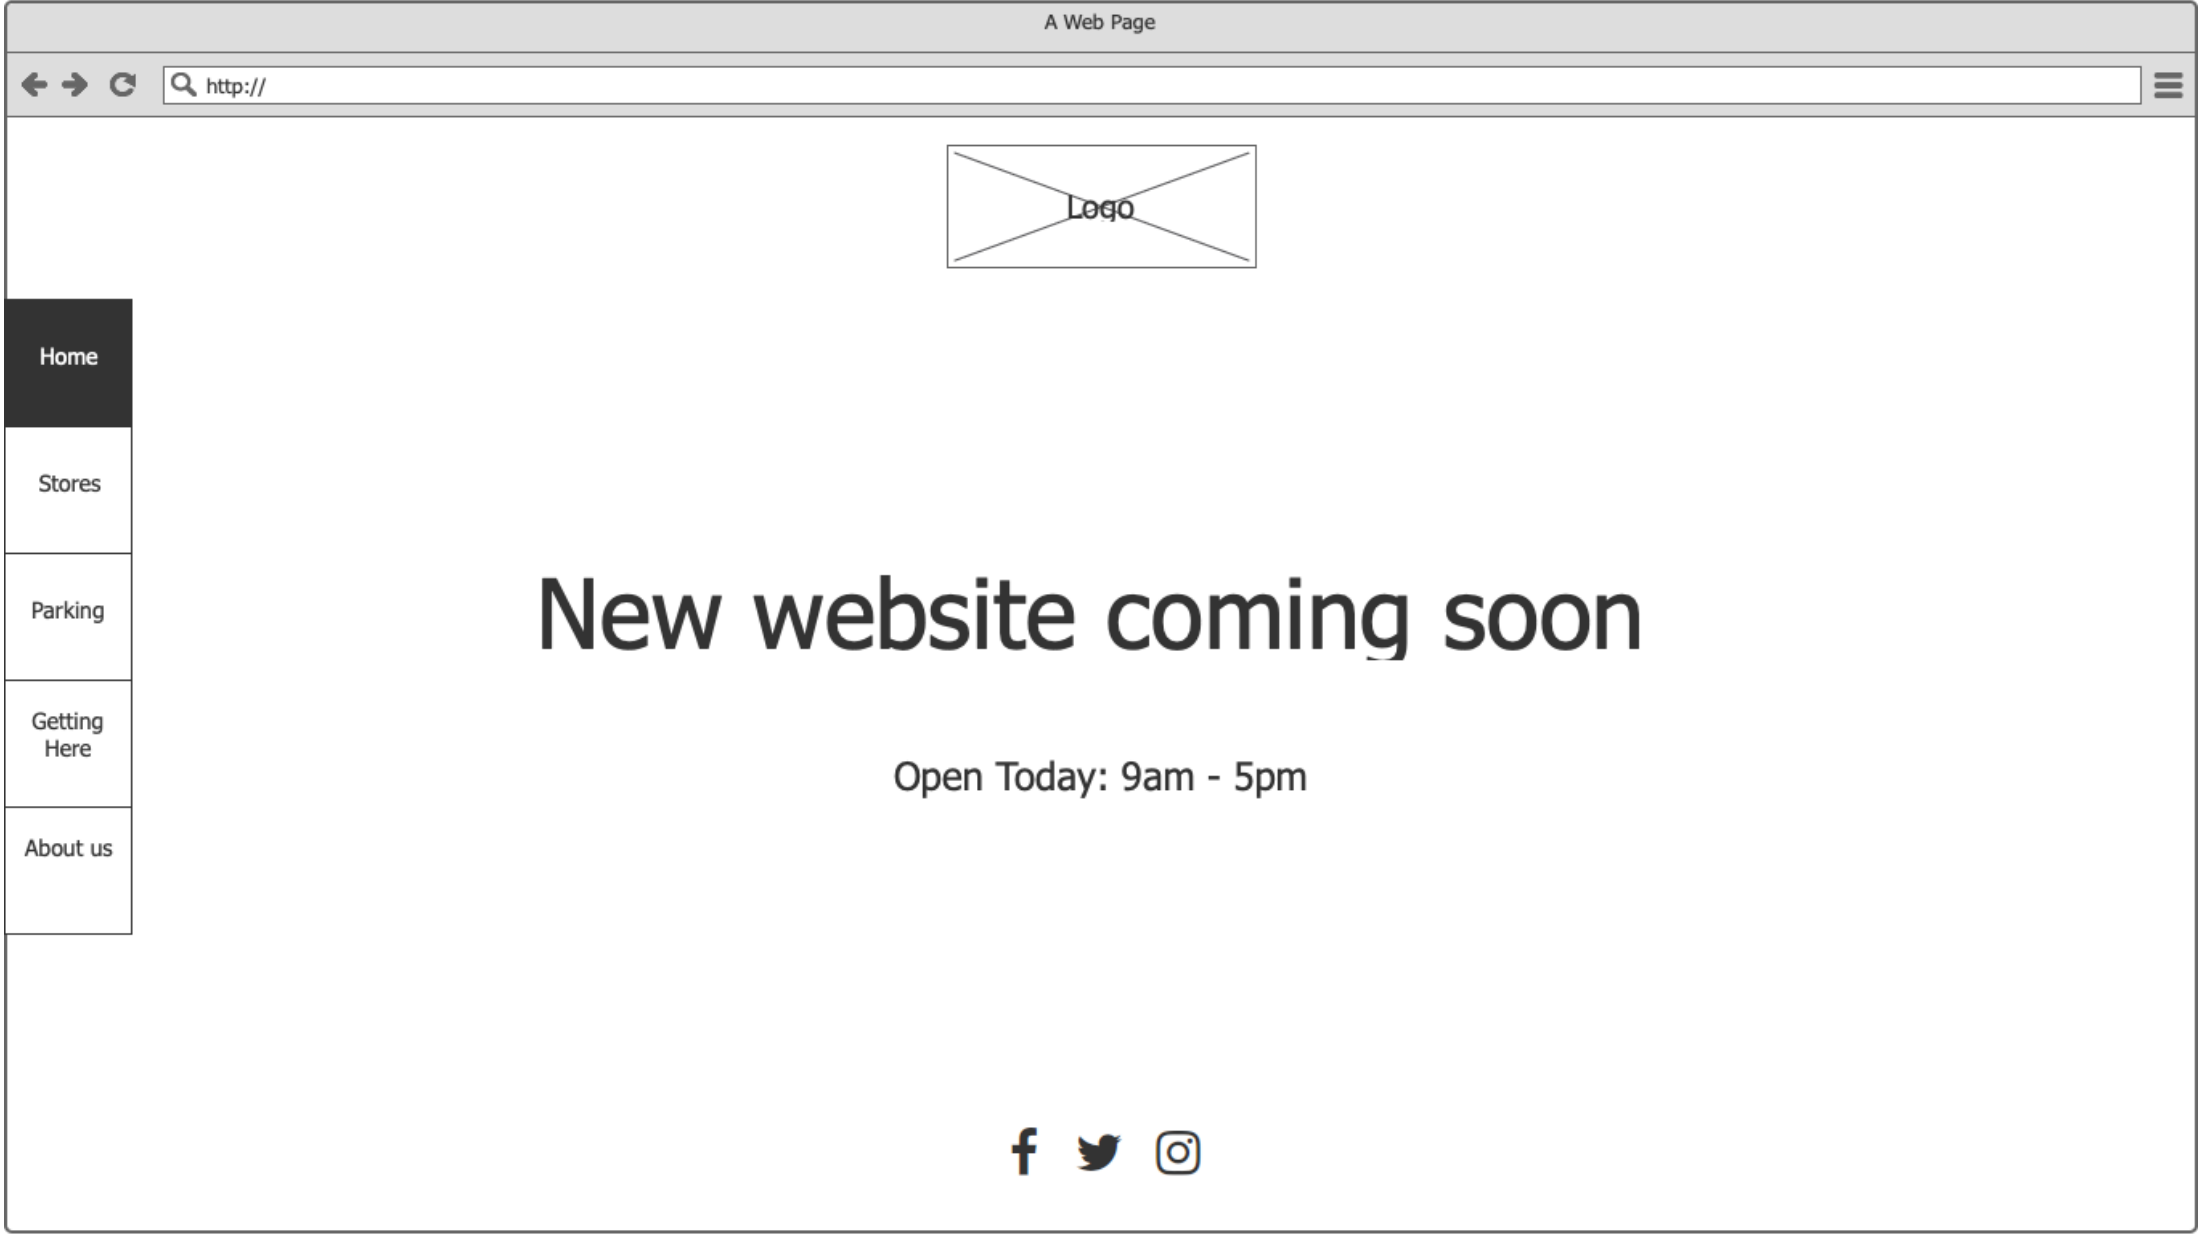 A Web Page
http://
Logo
Home
Stores
Parking
Getting
Here
About us
New website coming soon
Open Today: 9am - 5pm